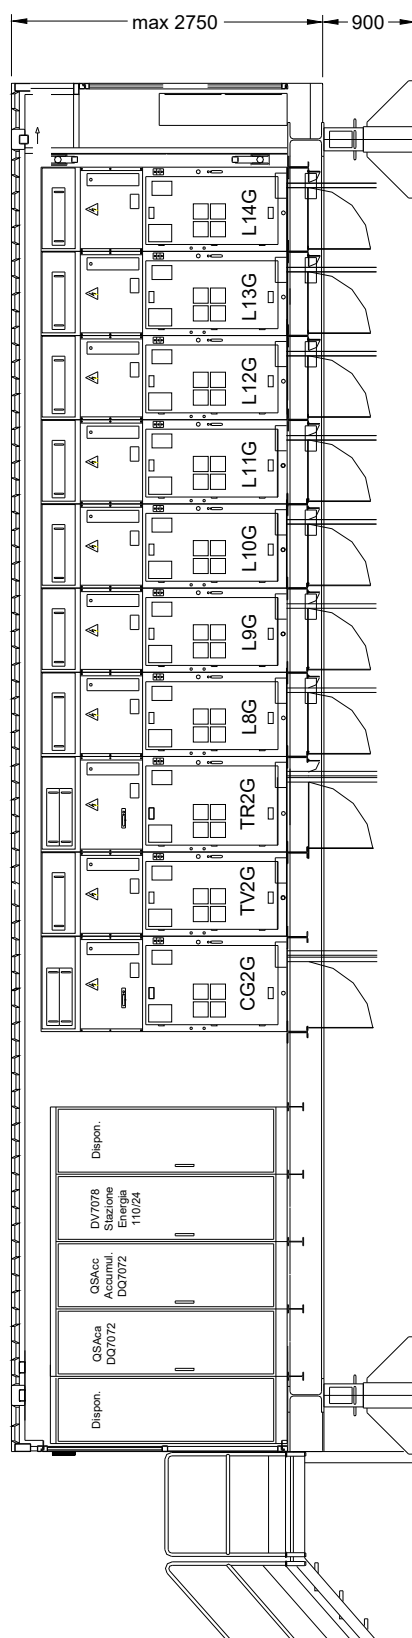 max 2750
900
L14G
L13G
L12G
L11G
L10G
L9G
L8G
TR2G
TV2G
CG2G
Dispon.
DV7078
Stazione
Energia
110/24
QSAcc
Accumul.
DQ7072
QSAca
DQ7072
Dispon.